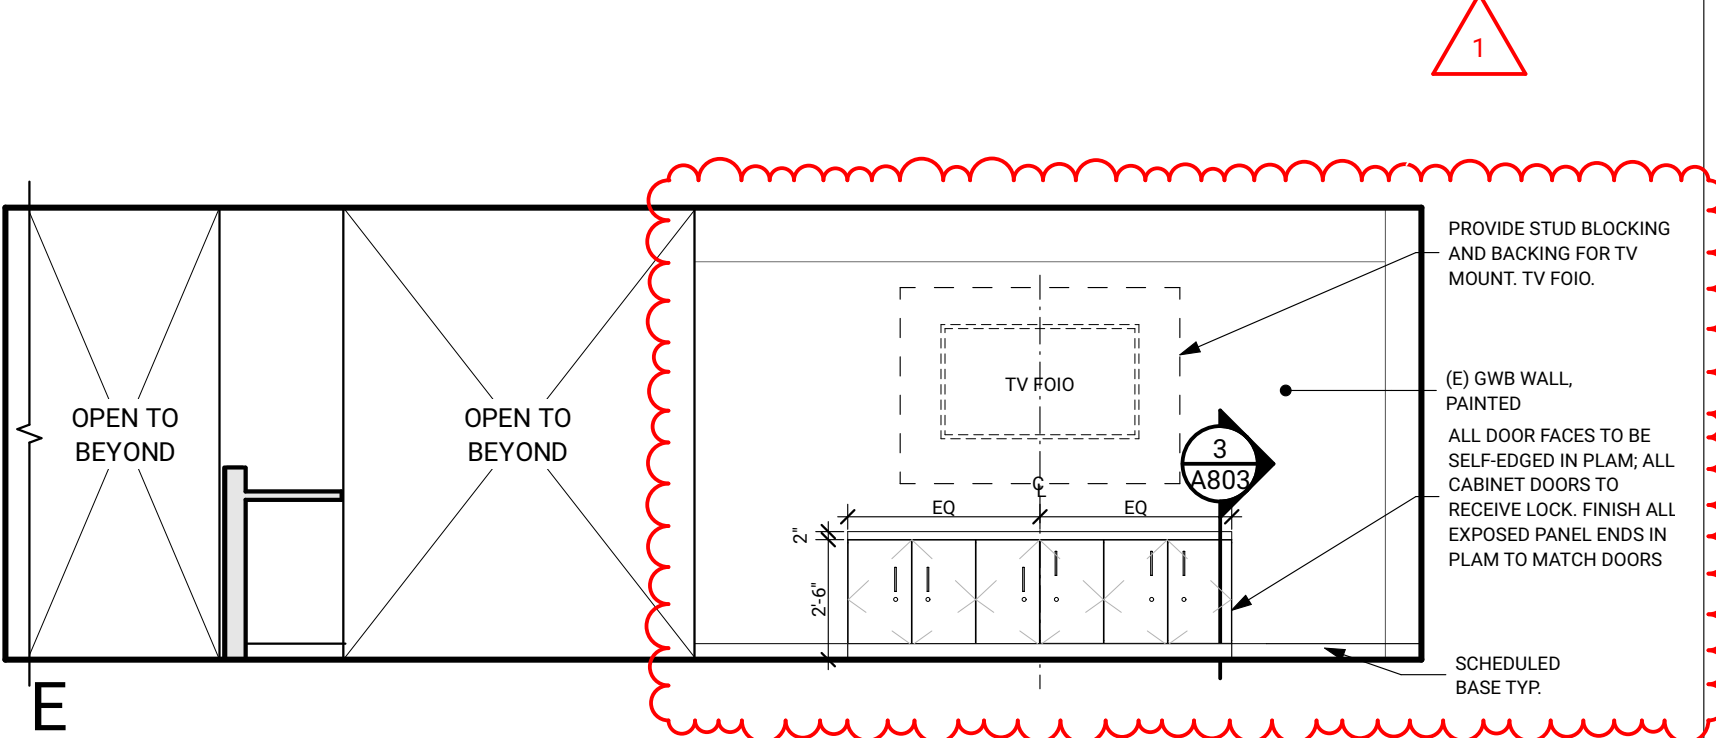 1
OPEN TO
BEYOND
OPEN TO
BEYOND
TV FOIO
3
A803
CL
EQ
EQ
2"
2'-6"
PROVIDE STUD BLOCKING
AND BACKING FOR TV
MOUNT. TV FOIO.
(E) GWB WALL,
PAINTED
ALL DOOR FACES TO BE
SELF-EDGED IN PLAM; ALL
CABINET DOORS TO
RECEIVE LOCK. FINISH ALL
EXPOSED PANEL ENDS IN
PLAM TO MATCH DOORS
SCHEDULED
BASE TYP.
E